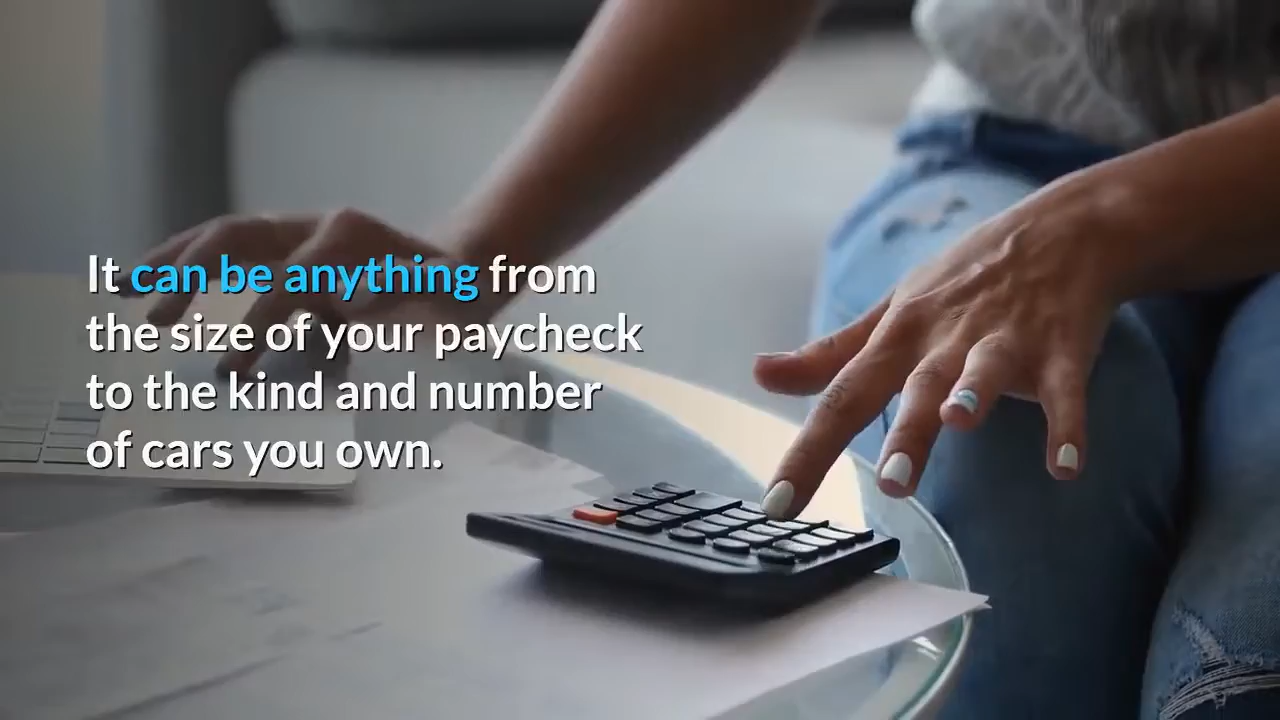 It can be anything from
the size of your paycheck
to the kind and number
of cars you own.